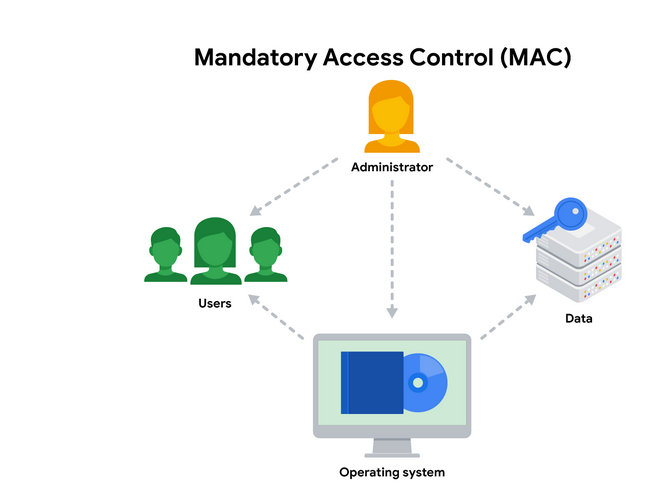 Mandatory Access Control (MAC)
Administrator
Users
Data
Operating system